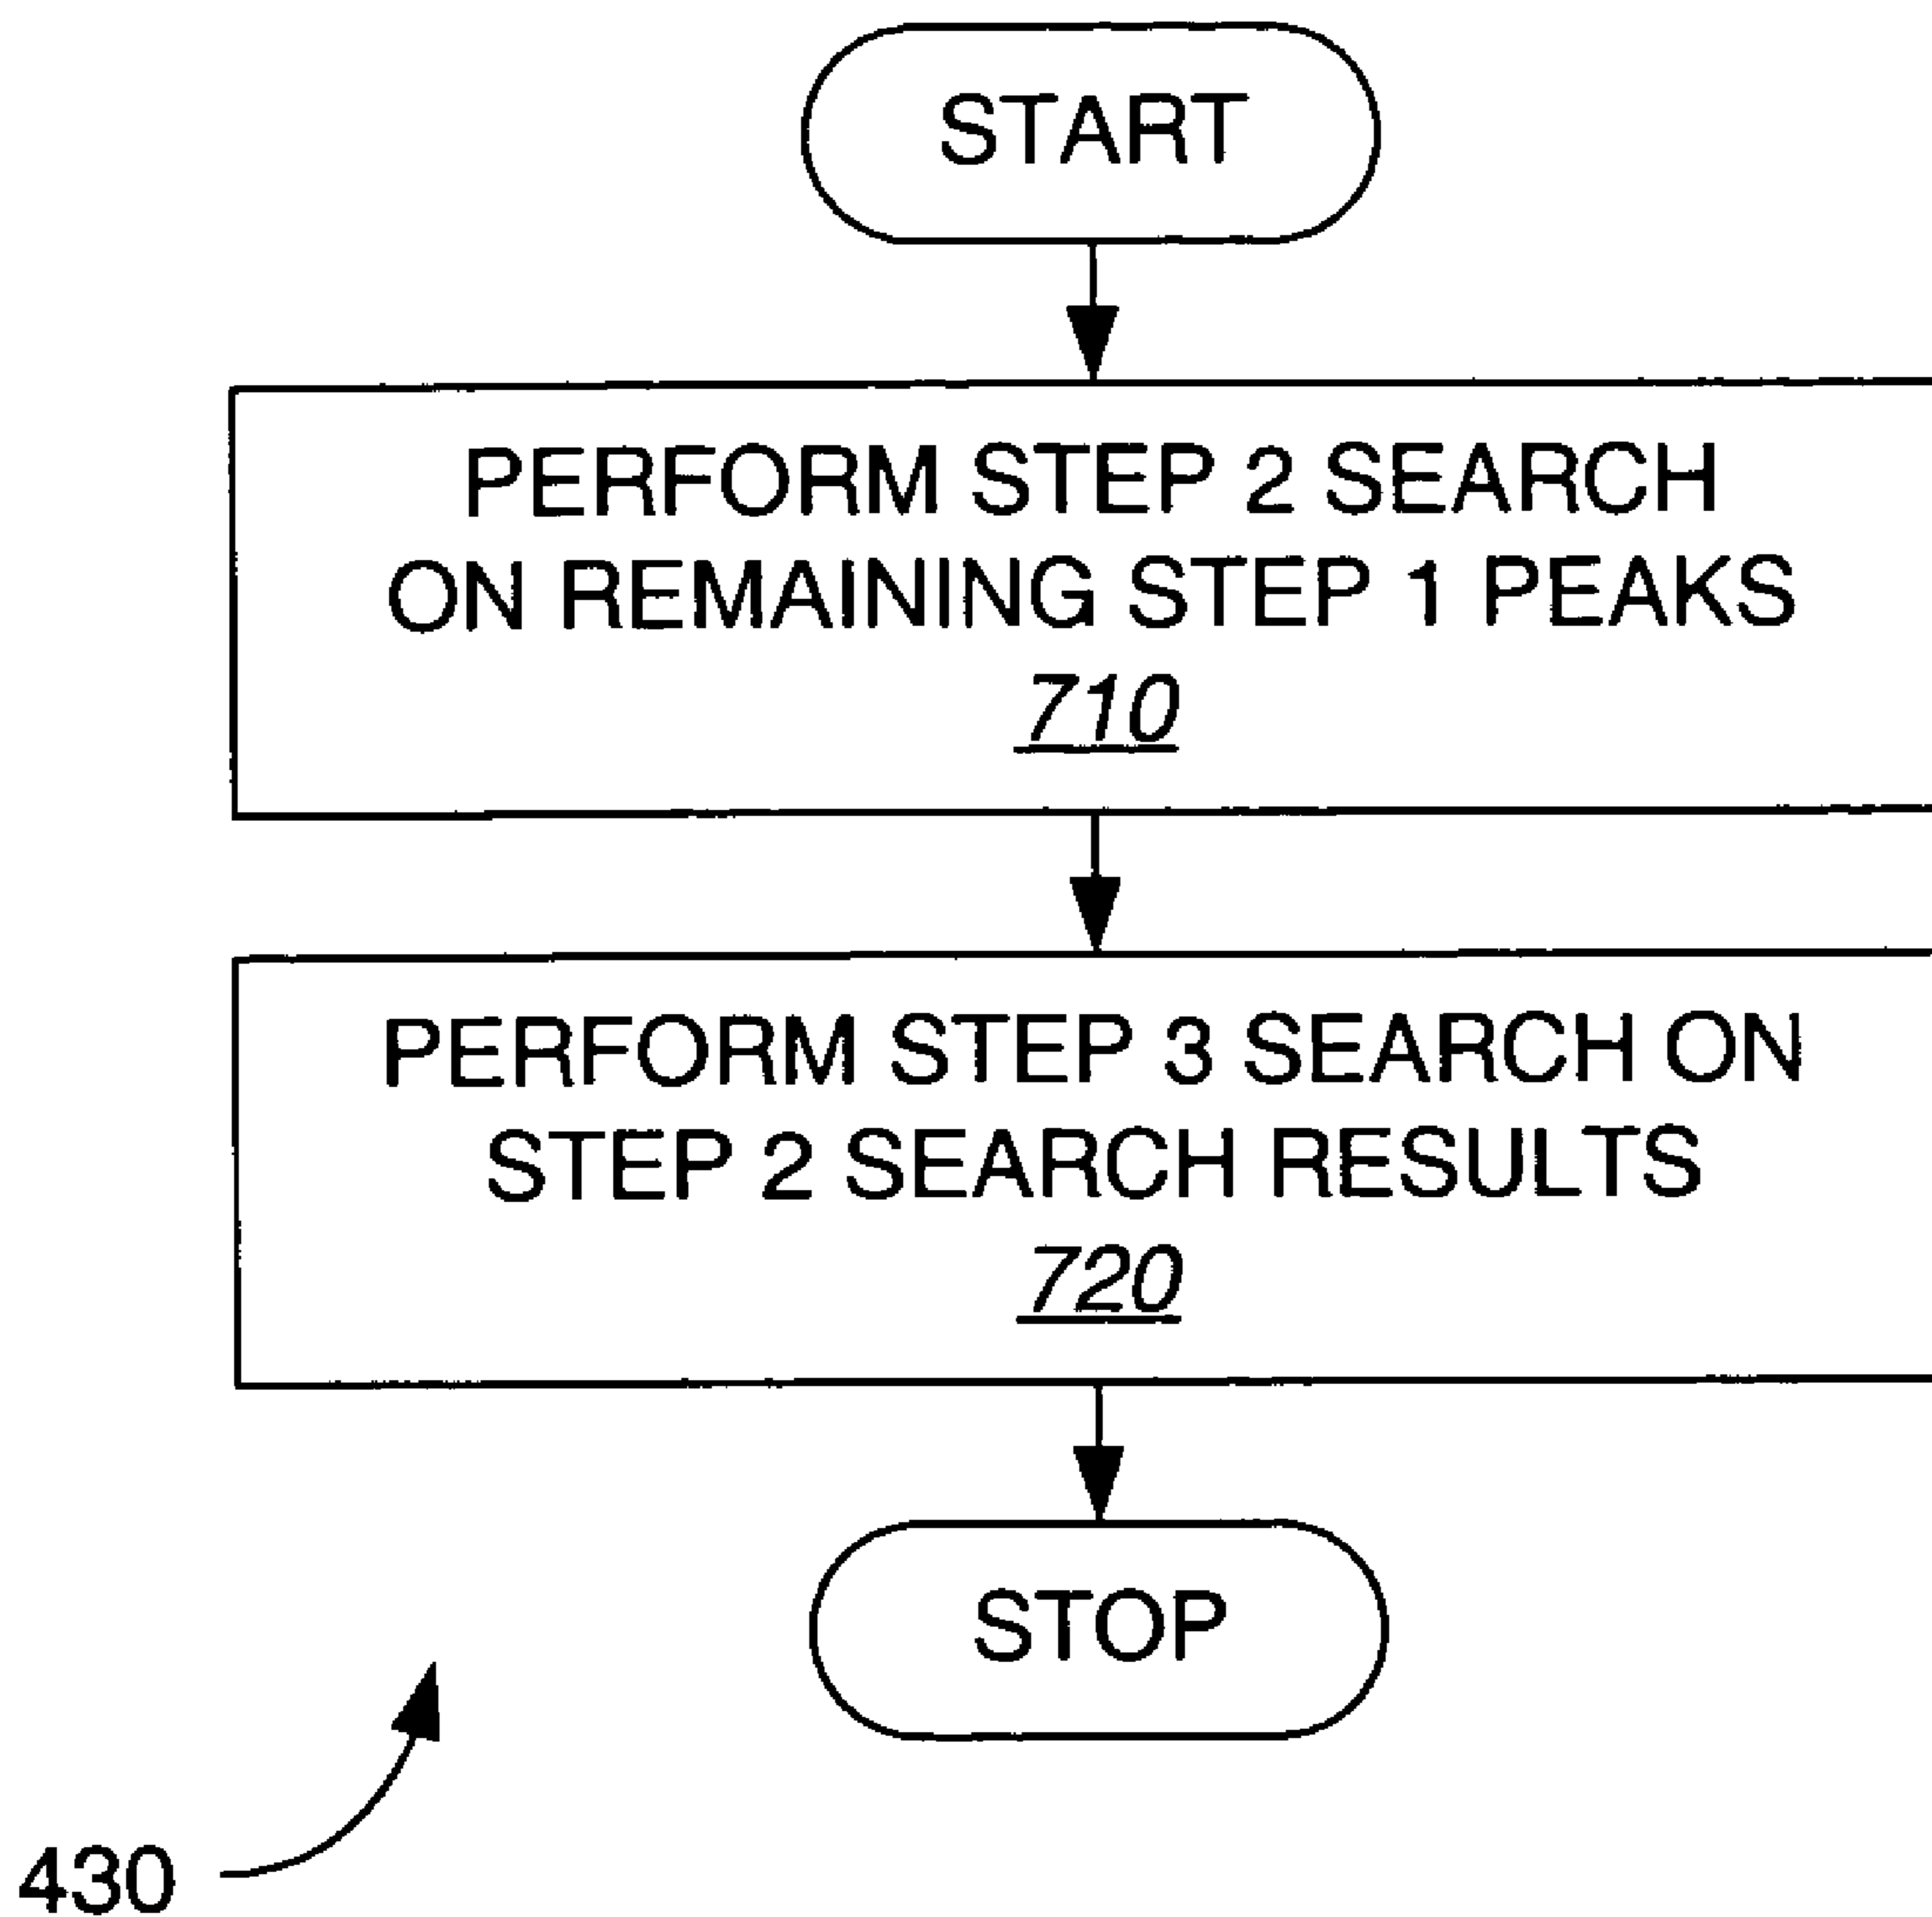 START
PERFORM STEP 2 SEARCH
ON REMAINING STEP 1 PEAKS
710
PERFORM STEP 3 SEARCH ON
STEP 2 SEARCH RESULTS
720
STOP
430